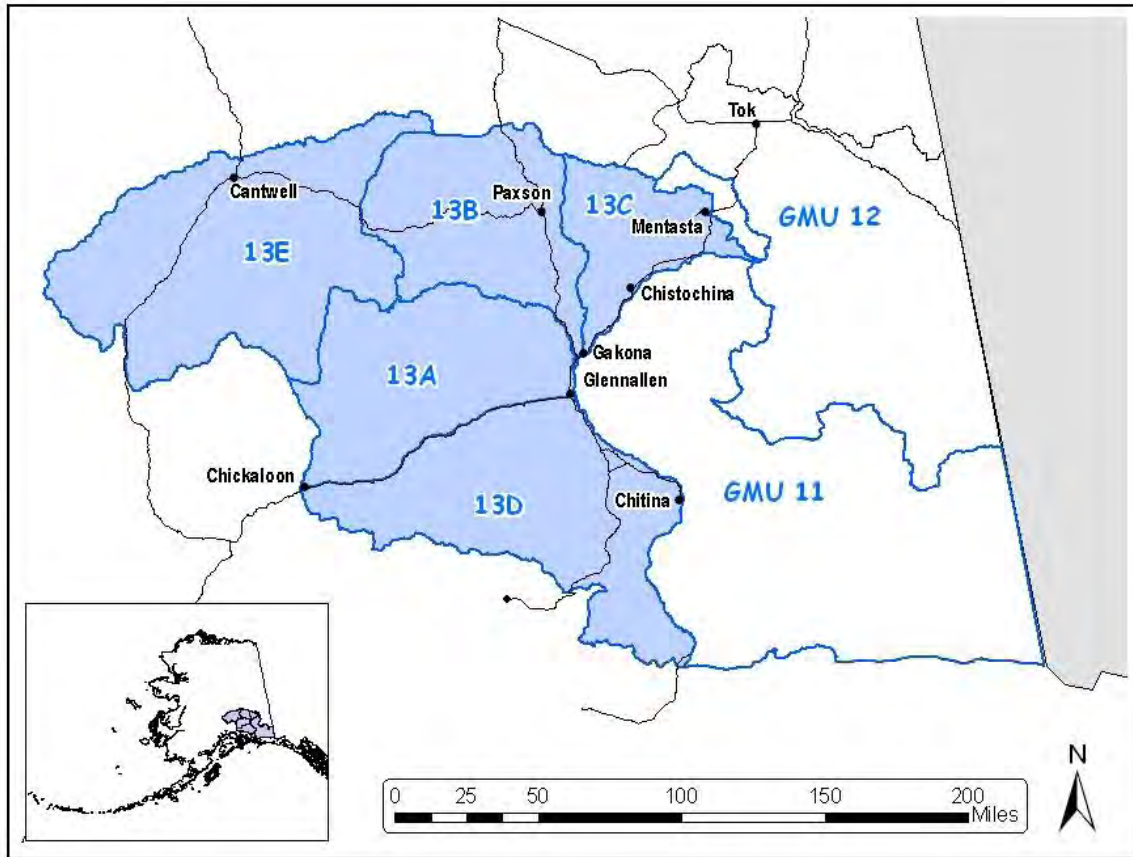 Tok
Cantwell
Paxson
13B
13C
Mentasta
GMU 12
13E
Chistochina
Gakona
13A
Glennallen
Chickaloon
13D
Chitina
GMU 11
N
0 25 50 100 150 200
Miles